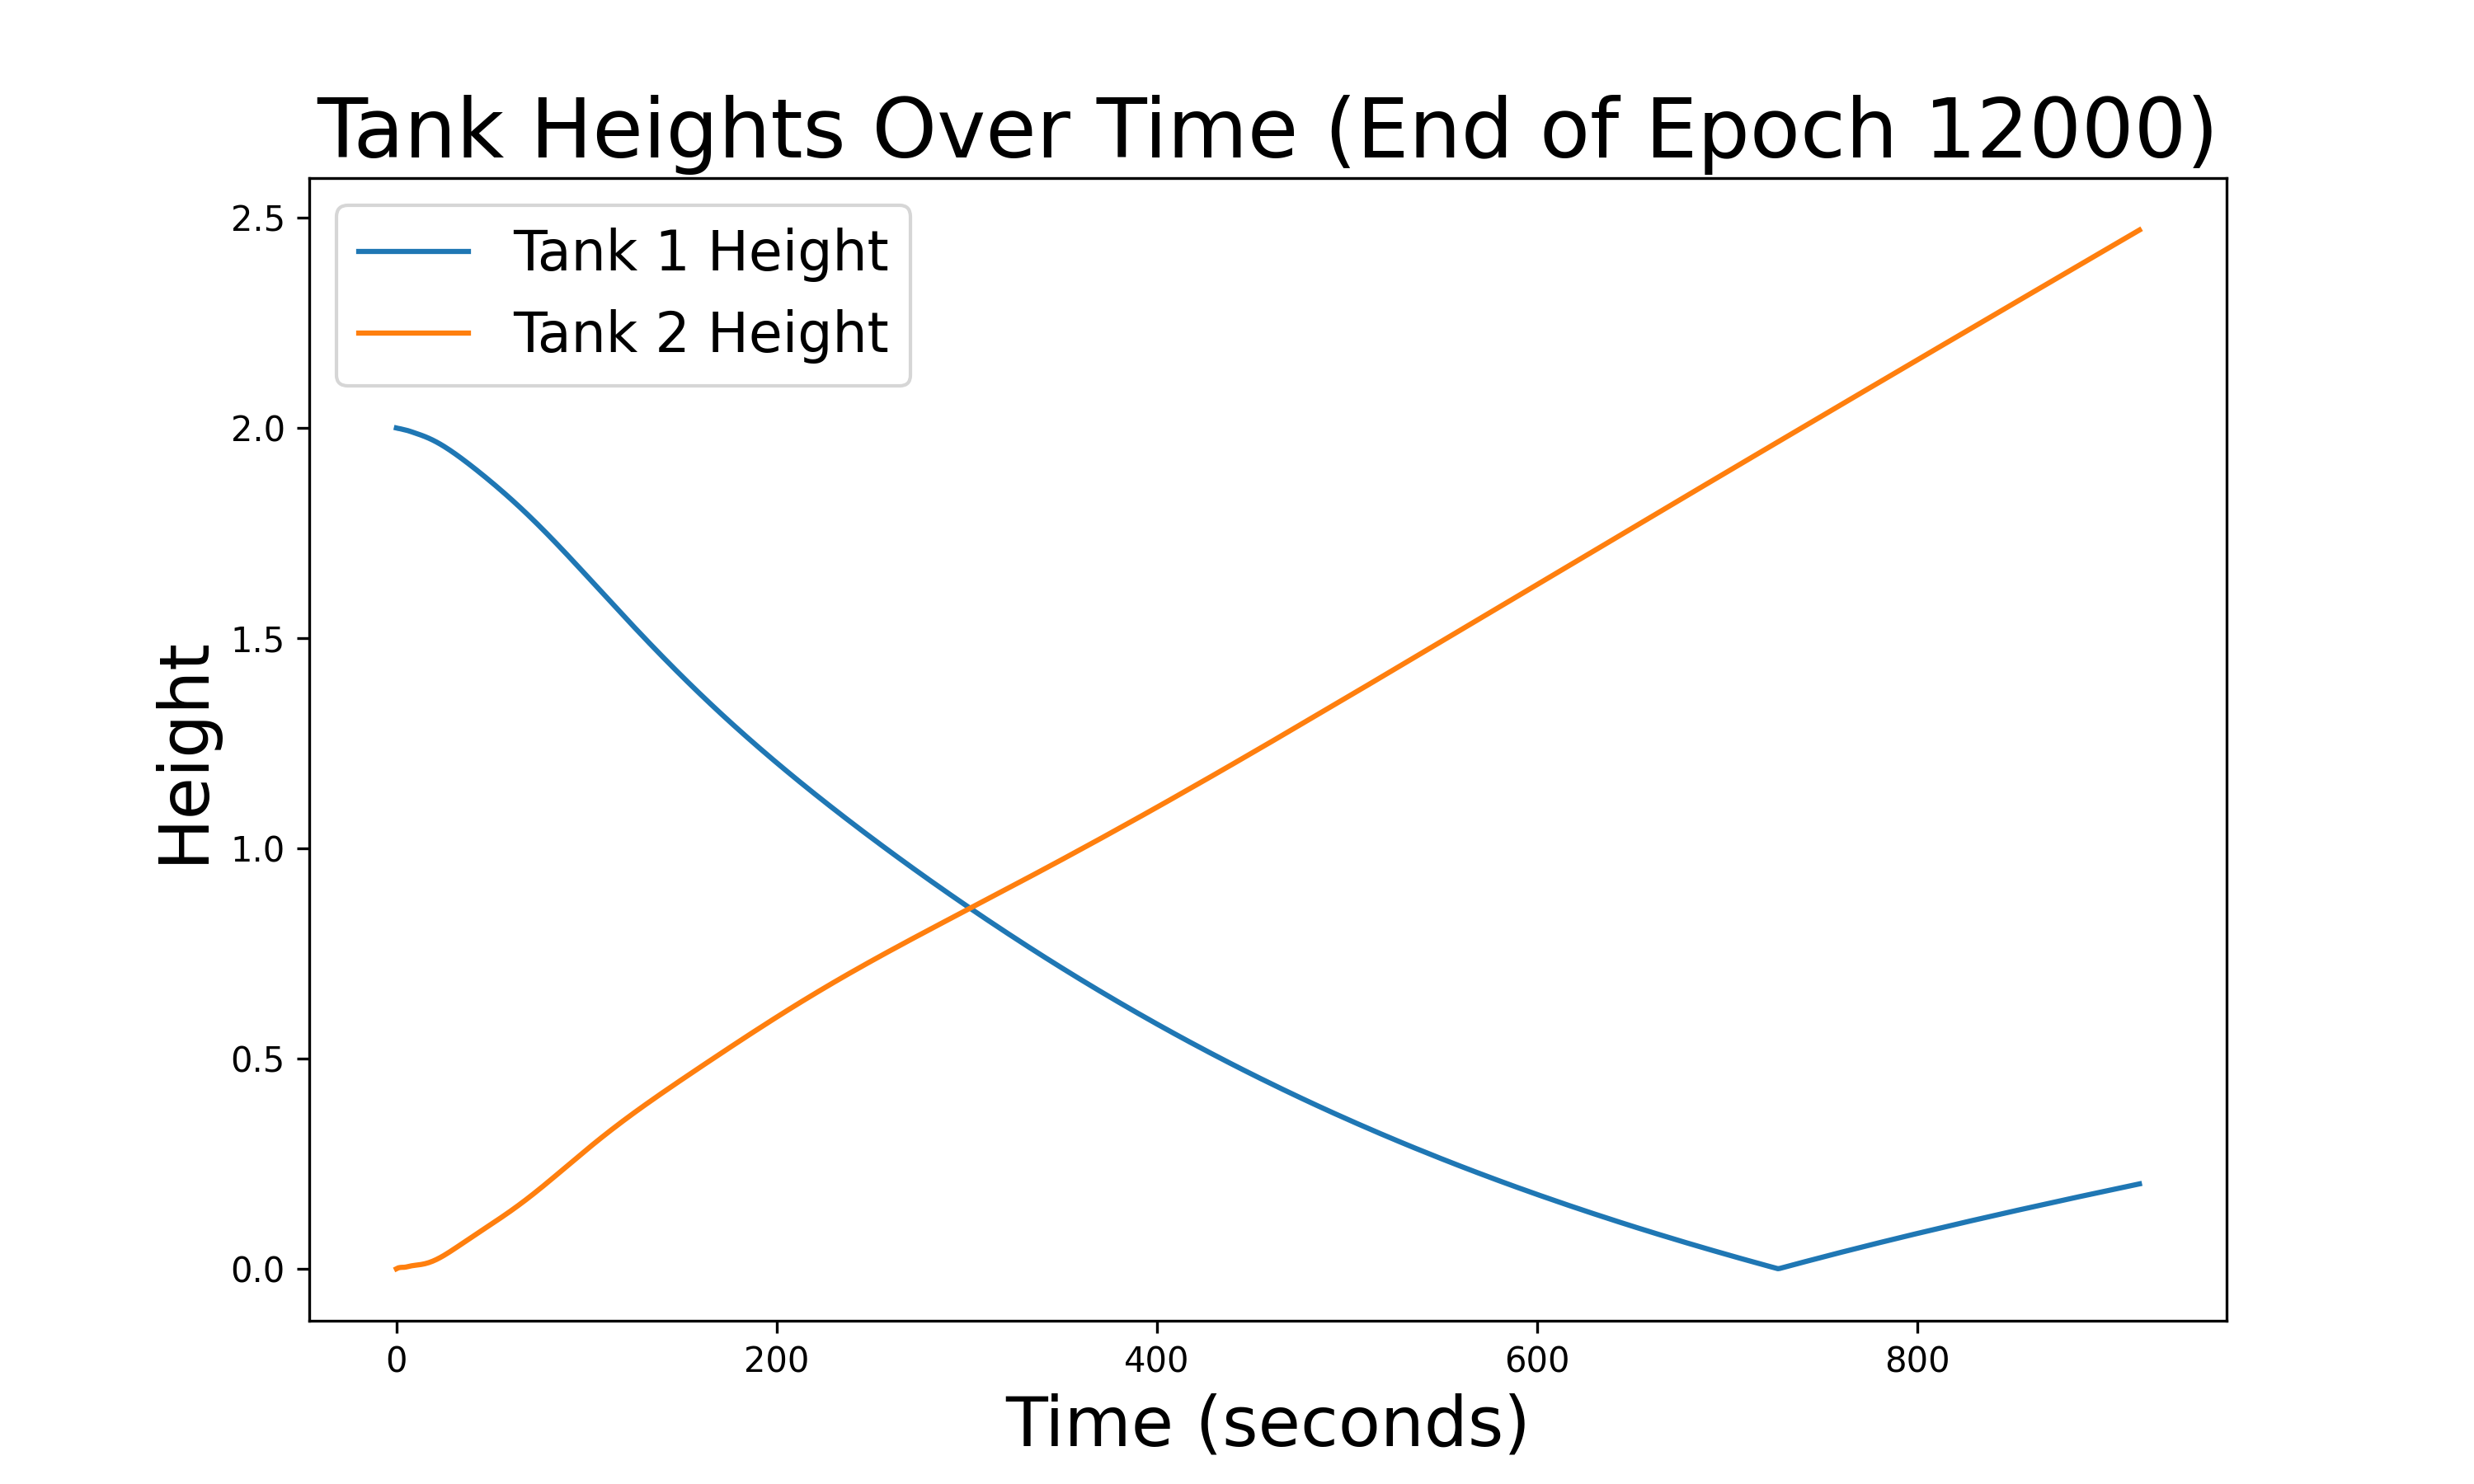 Tank Heights Over Time (End of Epoch 12000)
Tank 1 Height
Tank 2 Height
Height
2.5
2.0
1.5
1.0
0.5
0.0
0 200 400 600 800
Time (seconds)